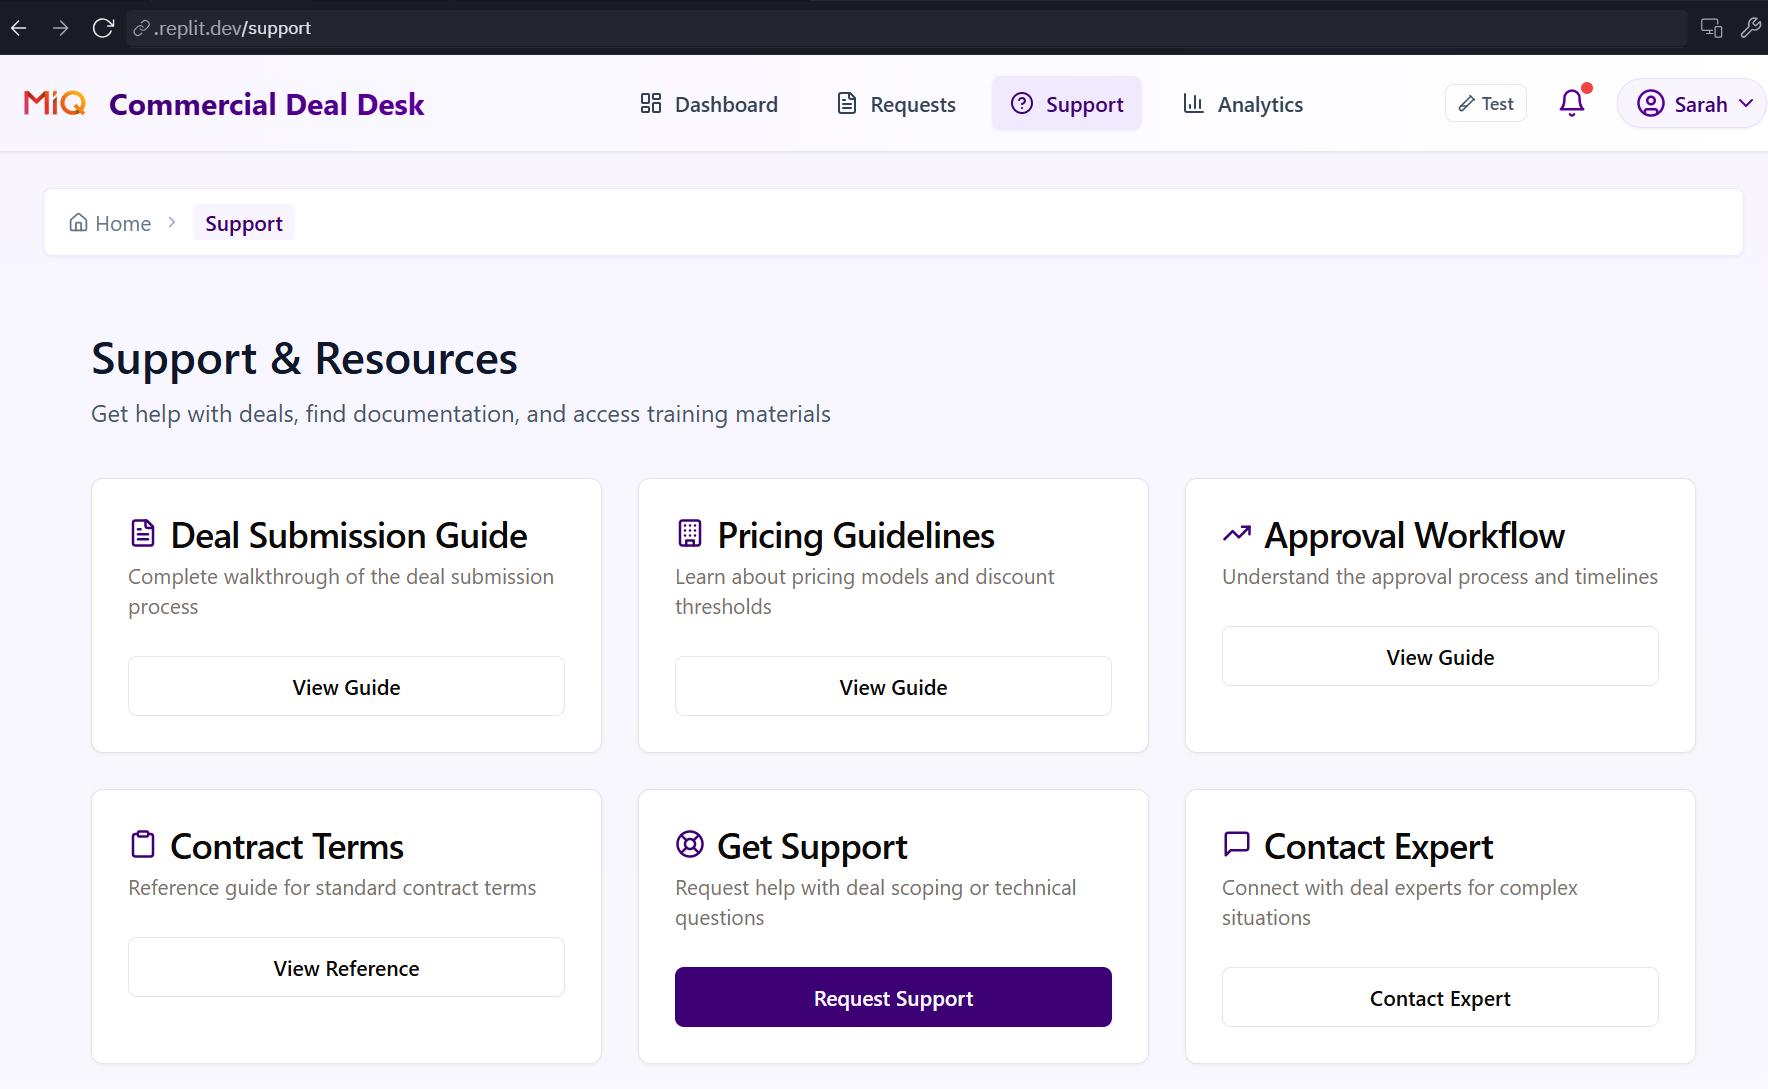 .replit.dev/support
MiQ Commercial Deal Desk Dashboard Requests Support Analytics Test Sarah
Home Support
Support & Resources
Get help with deals, find documentation, and access training materials
Deal Submission Guide
Complete walkthrough of the deal submission
process
View Guide
Pricing Guidelines
Learn about pricing models and discount
thresholds
View Guide
Approval Workflow
Understand the approval process and timelines
View Guide
Contract Terms
Reference guide for standard contract terms
View Reference
Get Support
Request help with deal scoping or technical
questions
Request Support
Contact Expert
Connect with deal experts for complex
situations
Contact Expert